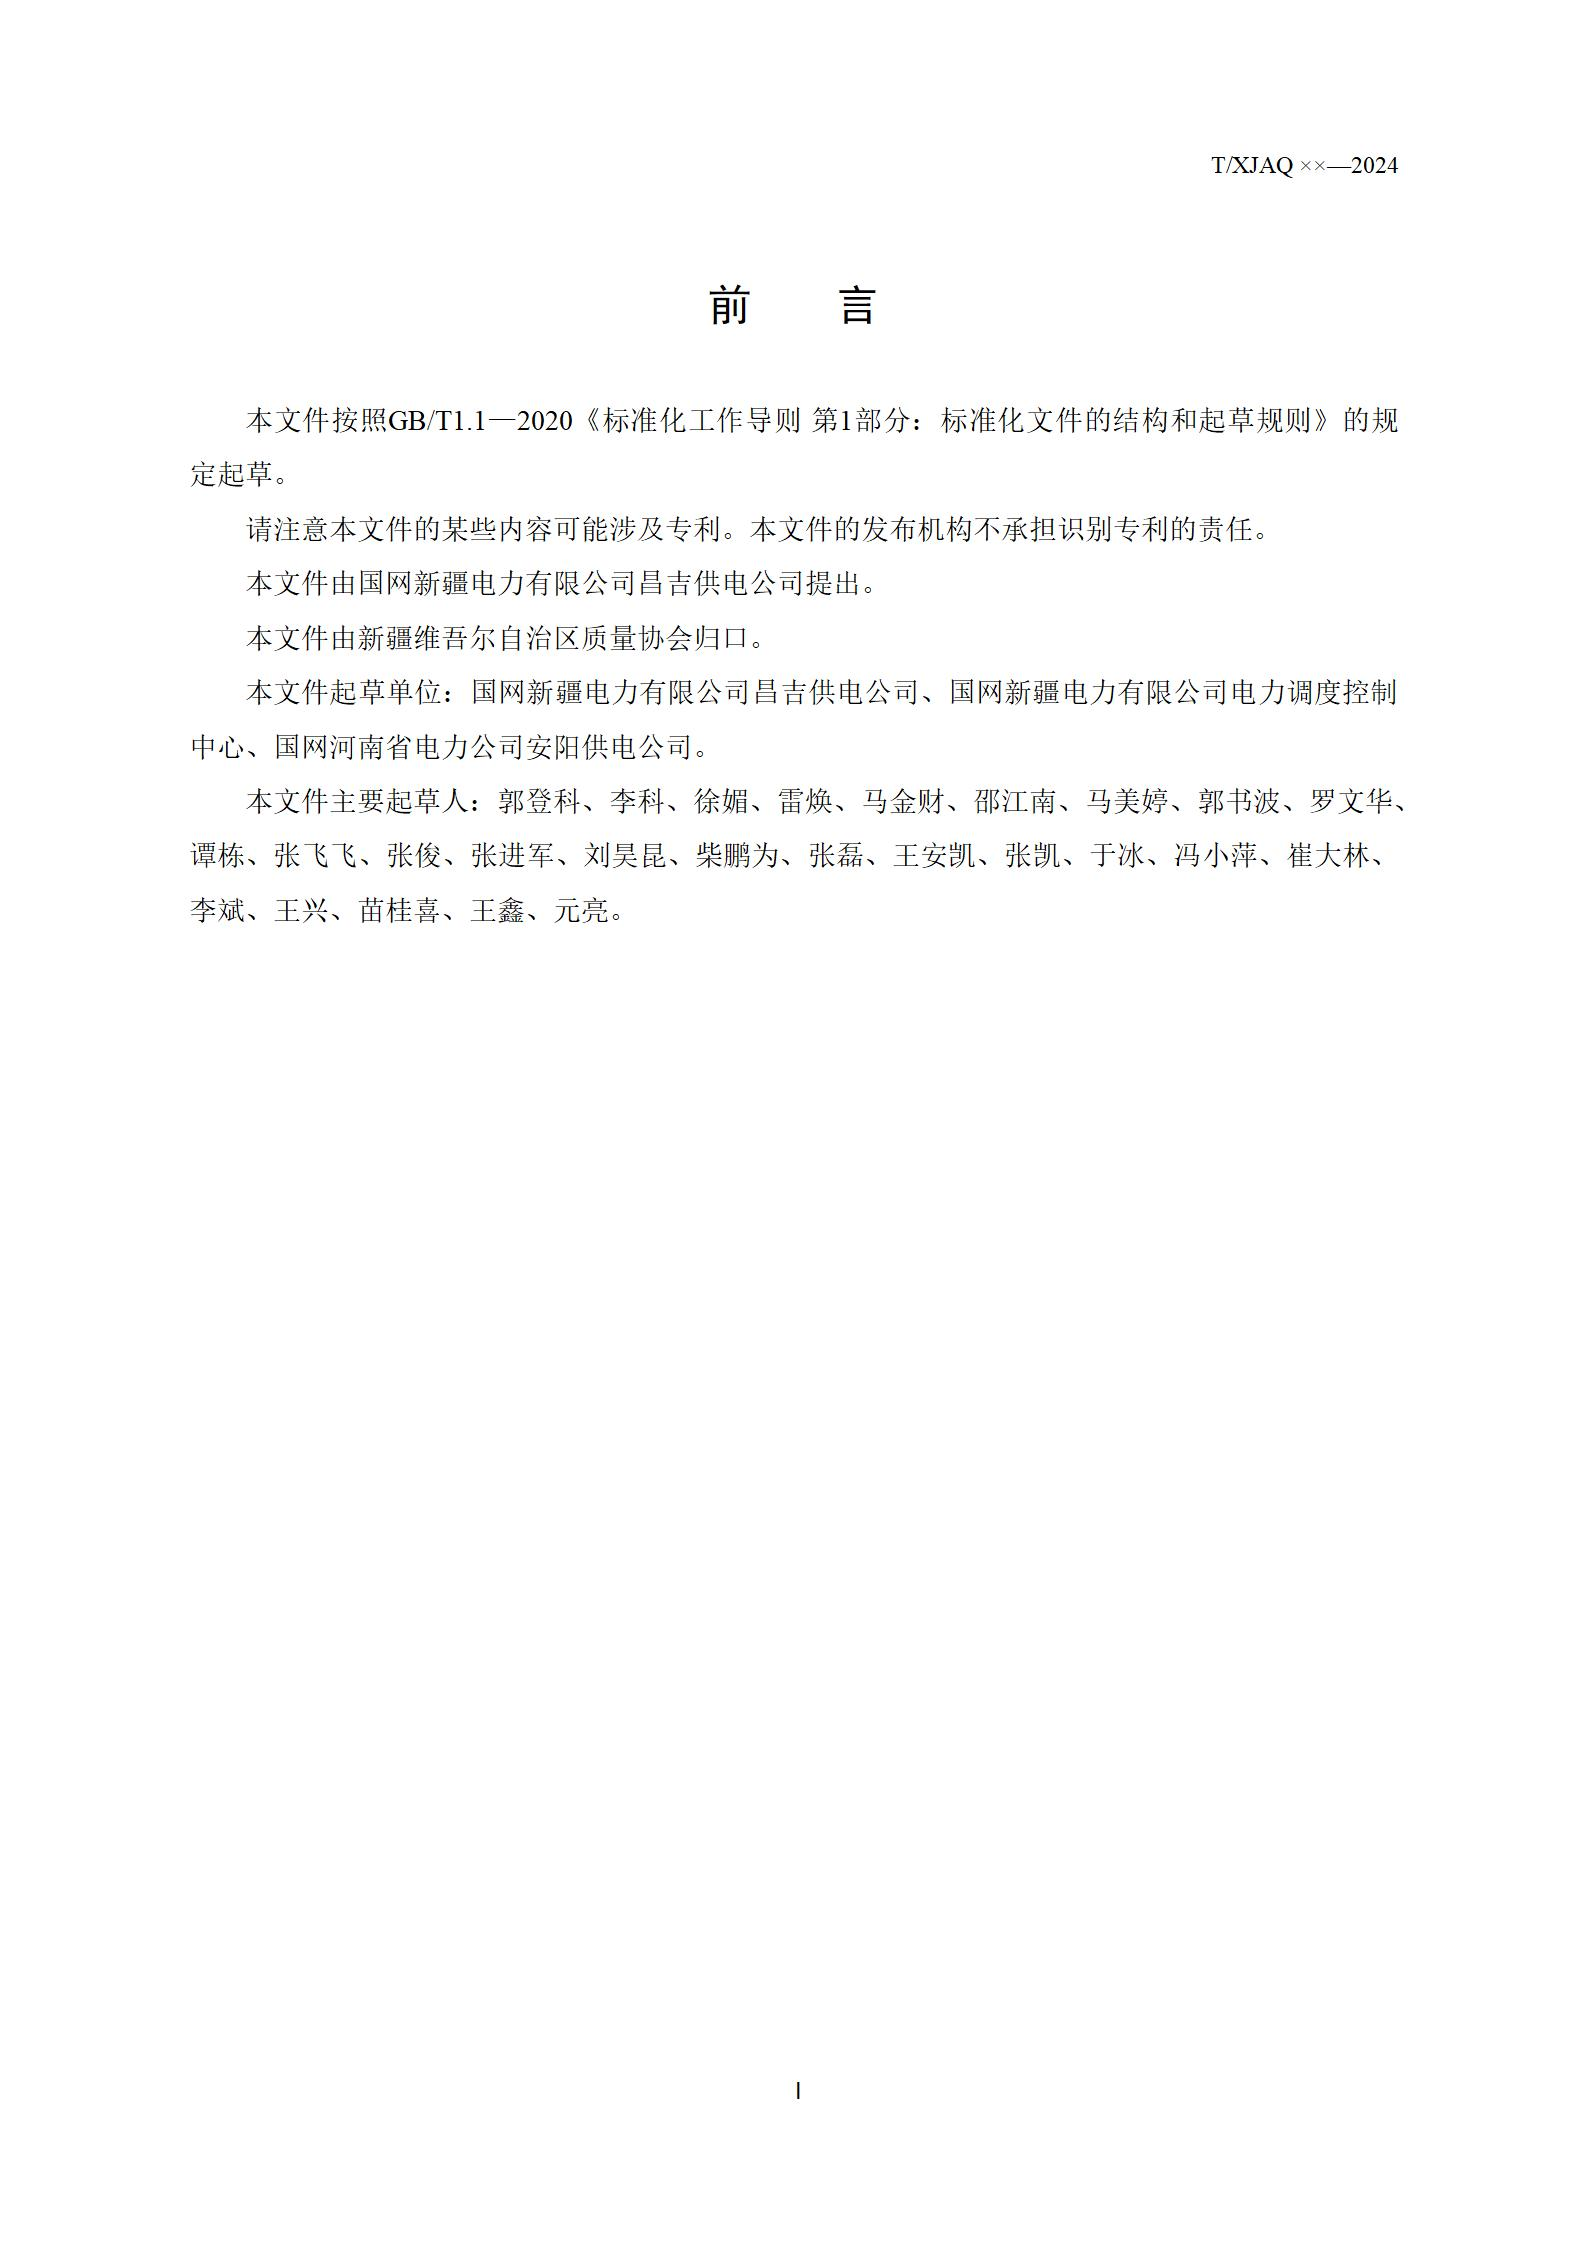 T/XJAQ ××—2024
前　　言
本文件按照GB/T1.1—2020《标准化工作导则 第1部分：标准化文件的结构和起草规则》的规
定起草。
请注意本文件的某些内容可能涉及专利。本文件的发布机构不承担识别专利的责任。
本文件由国网新疆电力有限公司昌吉供电公司提出。
本文件由新疆维吾尔自治区质量协会归口。
本文件起草单位：国网新疆电力有限公司昌吉供电公司、国网新疆电力有限公司电力调度控制
中心、国网河南省电力公司安阳供电公司。
本文件主要起草人：郭登科、李科、徐媚、雷焕、马金财、邵江南、马美婷、郭书波、罗文华、
谭栋、张飞飞、张俊、张进军、刘昊昆、柴鹏为、张磊、王安凯、张凯、于冰、冯小萍、崔大林、
李斌、王兴、苗桂喜、王鑫、元亮。
I